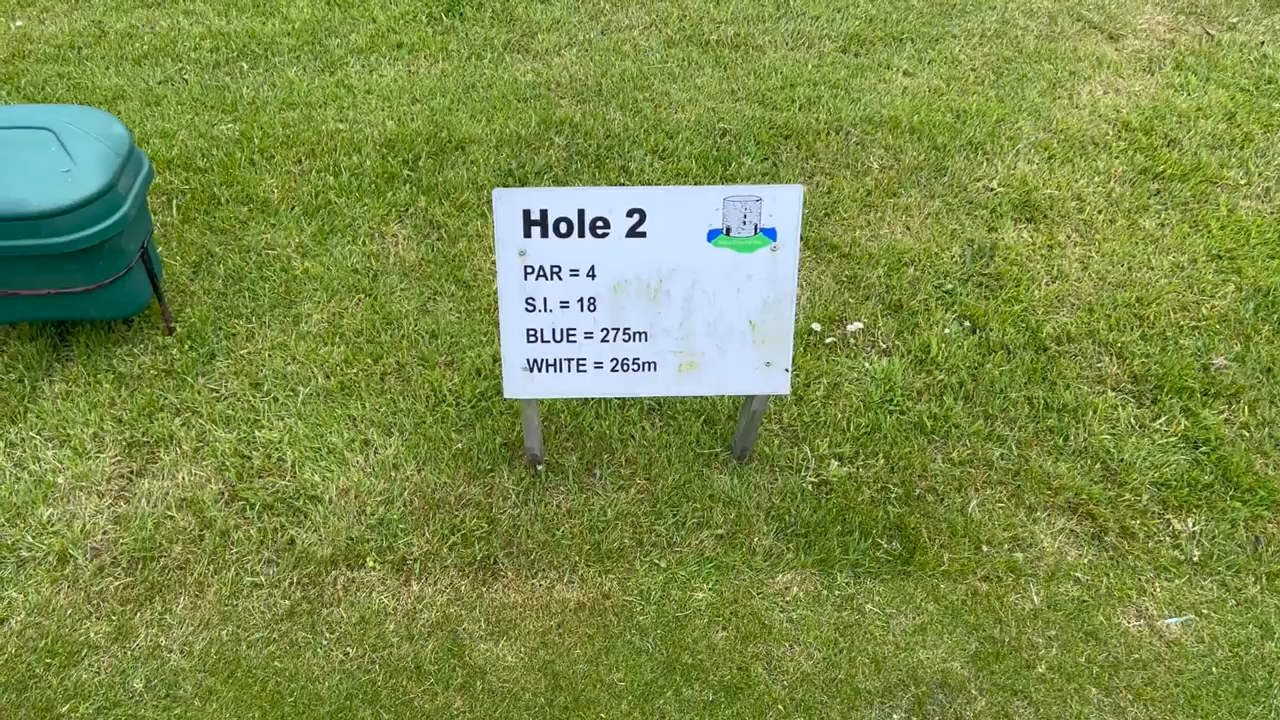 Hole 2
PAR = 4
S.I. = 18
BLUE = 275m
WHITE = 265m